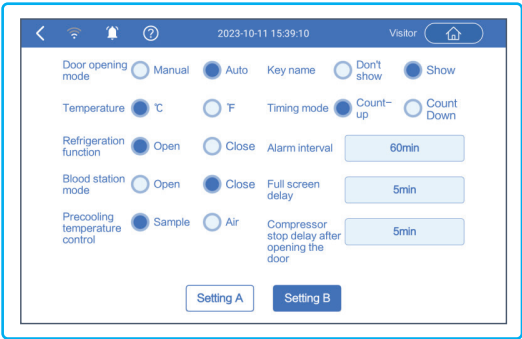 2023-10-11 15:39:10 Visitor
Door opening
mode
Manual Auto
Key name
Don't
show
Show
Temperature
℃ ℉
Timing mode
Count-
up
Count
Down
Refrigeration
function
Open Close
Alarm interval
60min
Blood station
mode
Open Close
Full screen
delay
5min
Precooling
temperature
control
Sample Air
Compressor
stop delay after
opening the
door
5min
Setting A Setting B